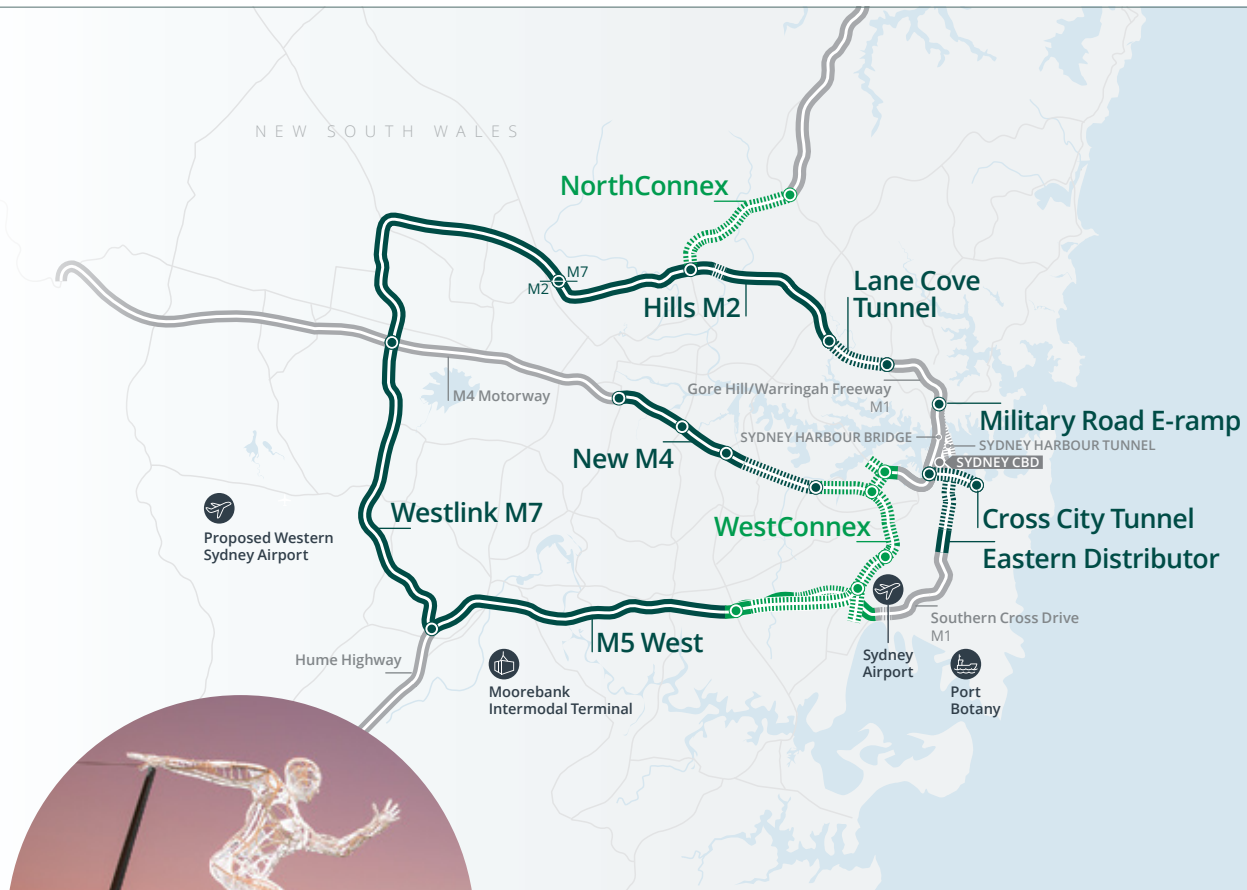 NEW SOUTH WALES
NorthConnex
M7
M2
Hills M2
Lane Cove
Tunnel
M4 Motorway
Gore Hill/Warringah Freeway
M1
Military Road E-ramp
SYDNEY HARBOUR BRIDGE
SYDNEY HARBOUR TUNNEL
SYDNEY CBD
New M4
Westlink M7
WestConnex
Cross City Tunnel
Eastern Distributor
Proposed Western
Sydney Airport
M5 West
Southern Cross Drive
M1
Hume Highway
Moorebank
Intermodal Terminal
Sydney
Airport
Port
Botany